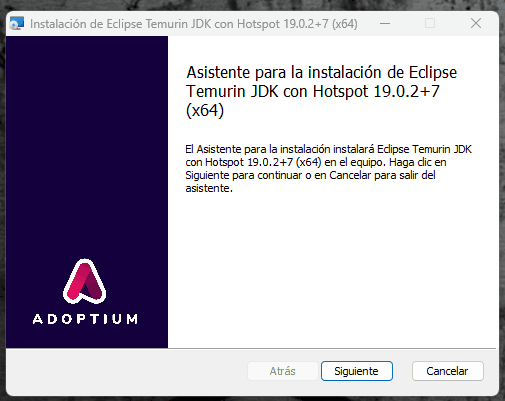 Instalación de Eclipse Temurin JDK con Hotspot 19.0.2+7 (x64)
Asistente para la instalación de Eclipse
Temurin JDK con Hotspot 19.0.2+7
(x64)
El Asistente para la instalación instalará Eclipse Temurin JDK
con Hotspot 19.0.2+7 (x64) en el equipo. Haga clic en
Siguiente para continuar o en Cancelar para salir del
asistente.
ADOPTIUM
Atrás Siguiente Cancelar